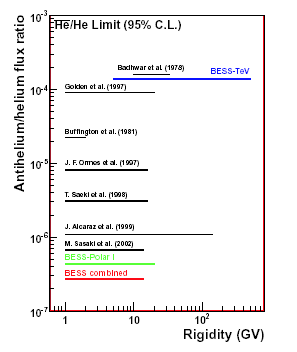 He/He Limit (95% C.L.)
Antihelium/helium flux ratio
10-3
Badhwar et al. (1978)
BESS-TeV
Golden et al. (1997)
10-4
Buffington et al. (1981)
10-5
J. F. Ormes et al. (1997)
T. Saeki et al. (1998)
J. Alcaraz et al. (1999)
10-6
M. Sasaki et al. (2002)
BESS-Polar I
BESS combined
10-7
1 10 102
Rigidity (GV)